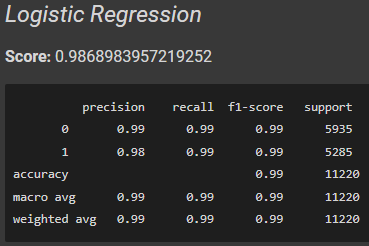 Logistic Regression
Score: 0.9868983957219252
precision recall f1-score support
0 0.99 0.99 0.99 5935
1 0.98 0.99 0.99 5285
accuracy 0.99 11220
macro avg 0.99 0.99 0.99 11220
weighted avg 0.99 0.99 0.99 11220